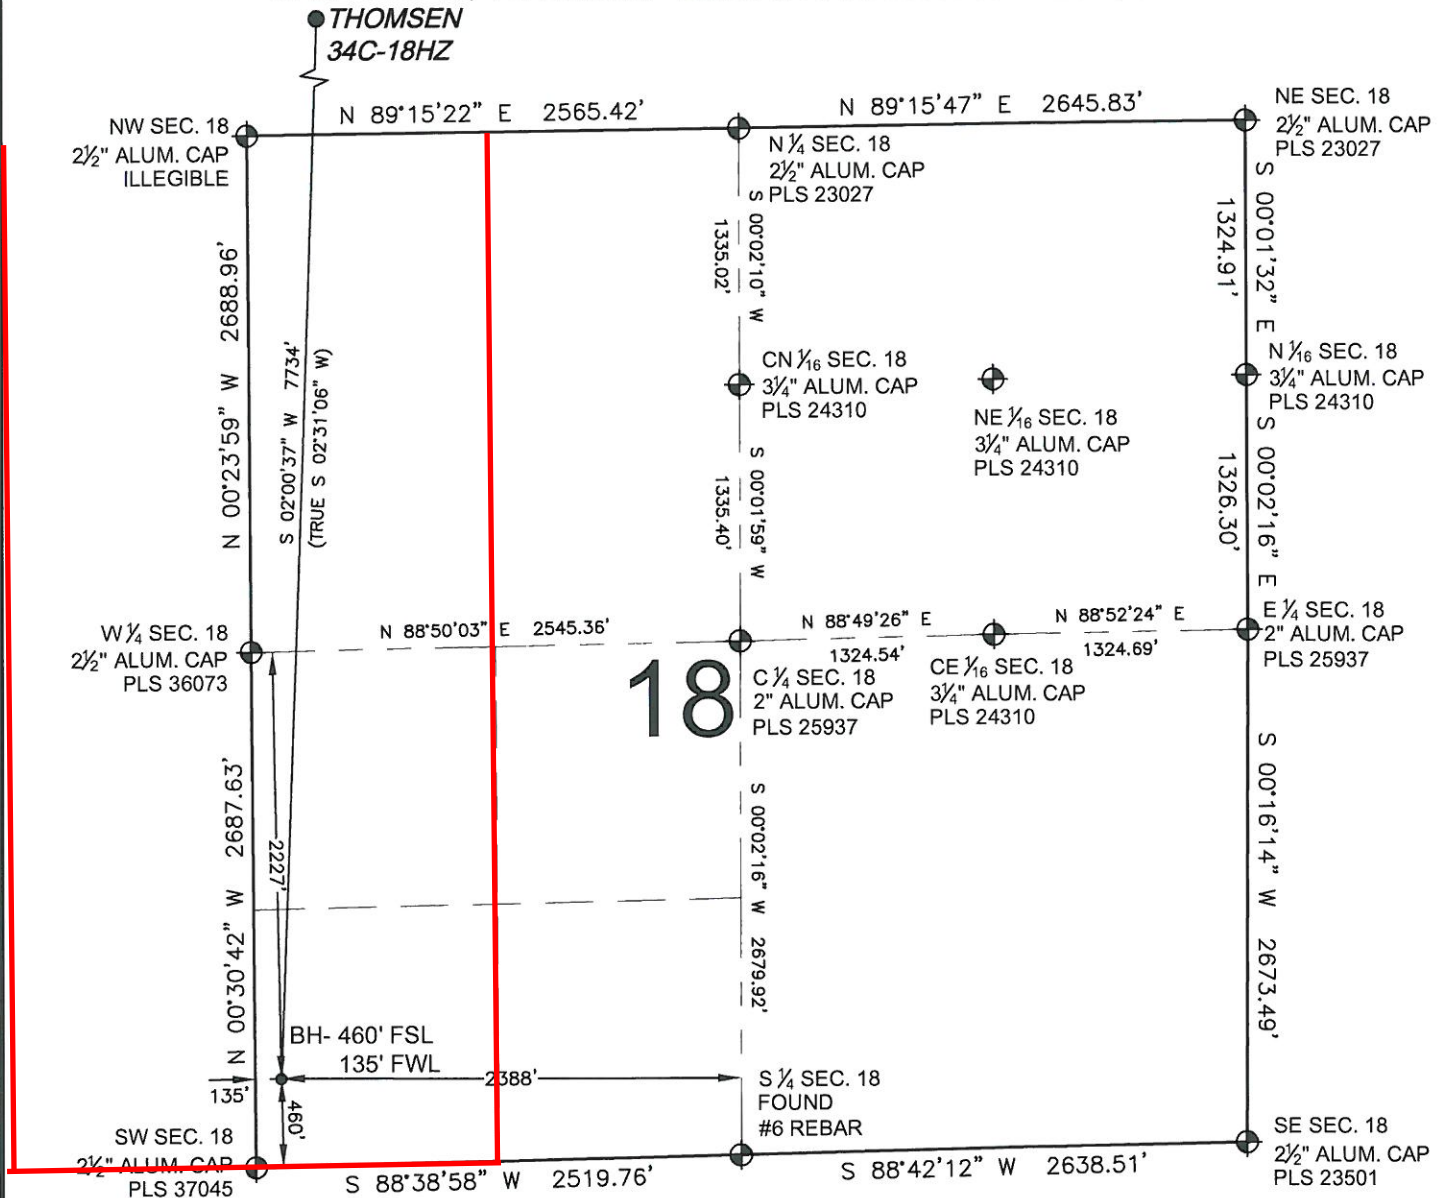 THOMSEN
34C-18HZ
N 89°15'22" E 2565.42'
N 89°15'47" E 2645.83'
NW SEC. 18
2½" ALUM. CAP
ILLEGIBLE
N ¼ SEC. 18
2½" ALUM. CAP
PLS 23027
NE SEC. 18
2½" ALUM. CAP
PLS 23027
N 00°23'59" W 2688.96'
S 02°00'37" W 7734'
(TRUE S 02°31'06" W)
S 00°02'10" W
1335.02'
S 00°01'32" E
1324.91'
CN 1⁄16 SEC. 18
3¼" ALUM. CAP
PLS 24310
NE 1⁄16 SEC. 18
3¼" ALUM. CAP
PLS 24310
N 1⁄16 SEC. 18
3¼" ALUM. CAP
PLS 24310
S 00°01'59" W
1335.40'
S 00°02'16" E
1326.30'
W ¼ SEC. 18
2½" ALUM. CAP
PLS 36073
N 88°50'03" E 2545.36'
N 88°49'26" E
1324.54'
N 88°52'24" E
1324.69'
E ¼ SEC. 18
2" ALUM. CAP
PLS 25937
18
C ¼ SEC. 18
2" ALUM. CAP
PLS 25937
CE 1⁄16 SEC. 18
3¼" ALUM. CAP
PLS 24310
N 00°30'42" W 2687.63'
2227'
S 00°02'16" W 2679.92'
S 00°16'14" W 2673.49'
BH- 460' FSL
135' FWL
135'
2388'
460'
SW SEC. 18
2½" ALUM. CAP
PLS 37045
S ¼ SEC. 18
FOUND
#6 REBAR
SE SEC. 18
2½" ALUM. CAP
PLS 23501
S 88°38'58" W 2519.76'
S 88°42'12" W 2638.51'